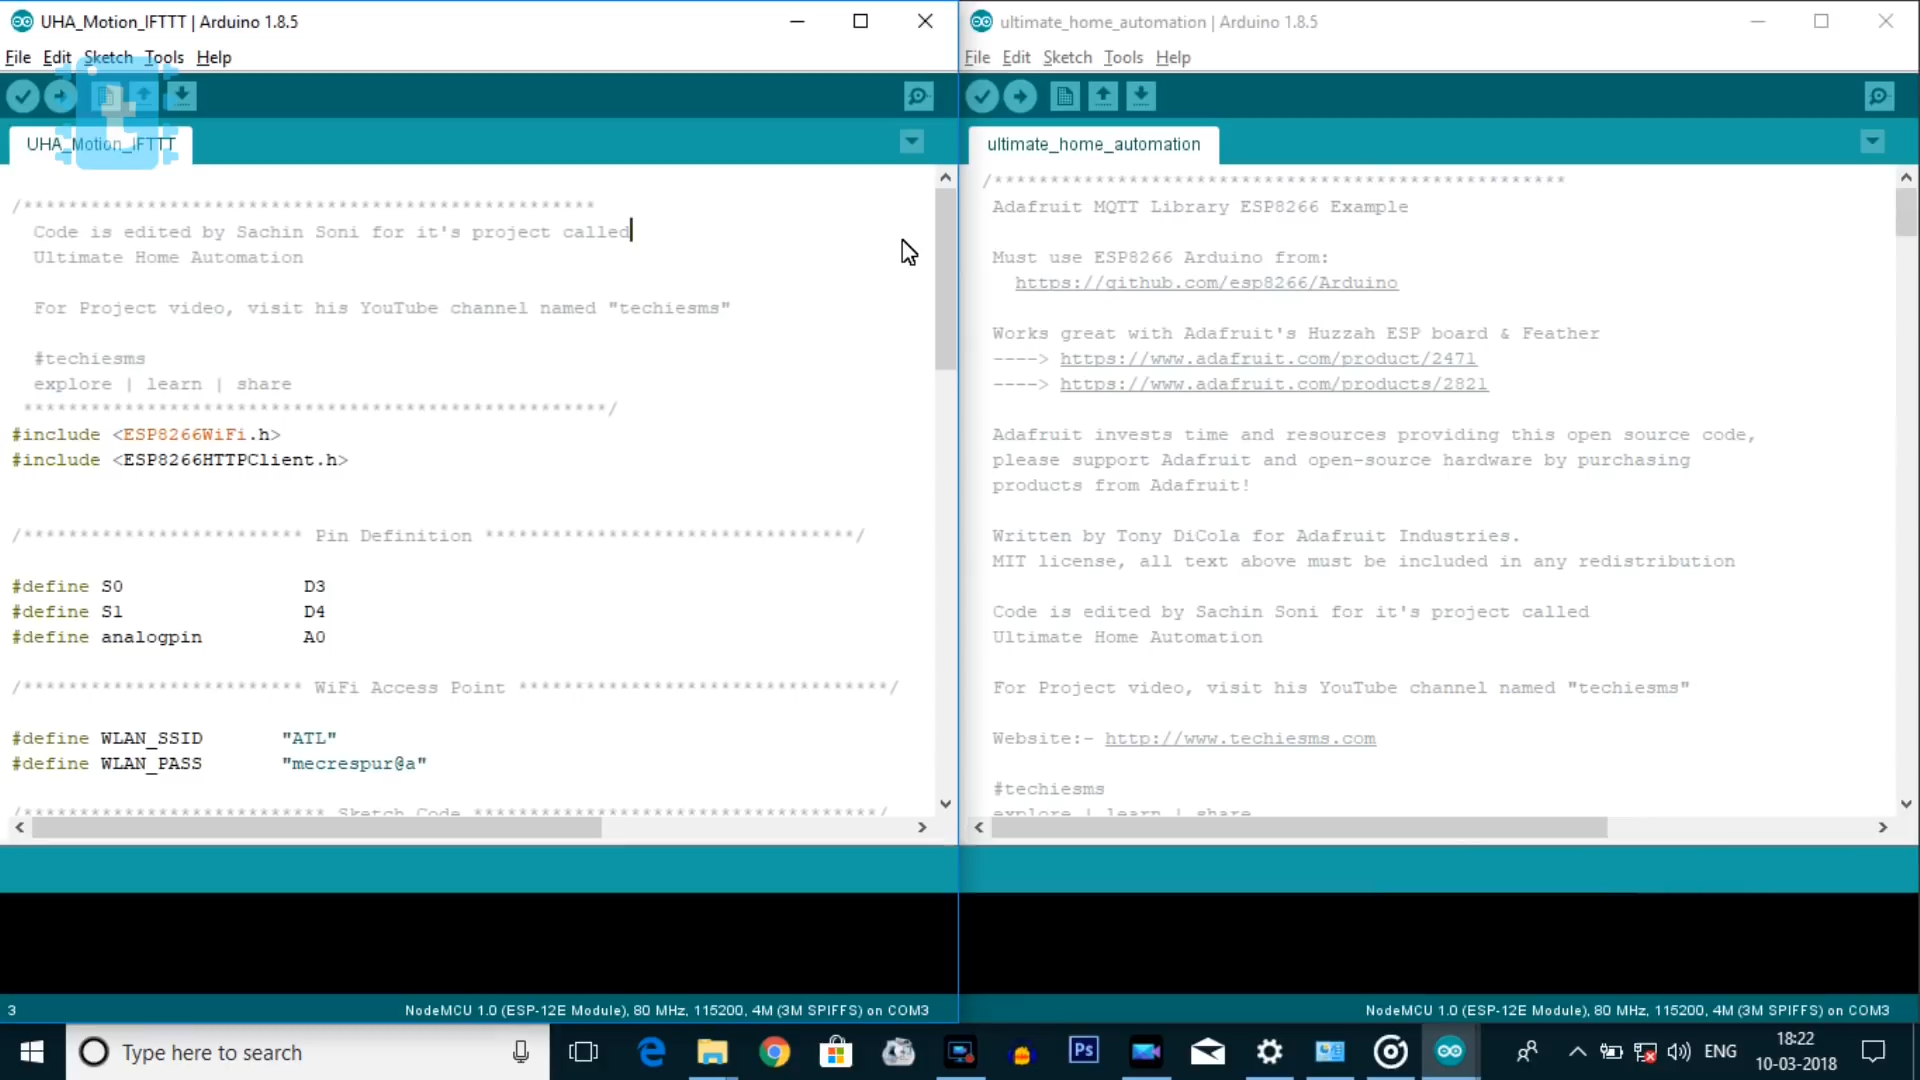 UHA_Motion_IFTTT | Arduino 1.8.5
File Edit Sketch Tools Help
UHA_Motion_IFTTT
/***************************************************
Code is edited by Sachin Soni for it's project called
Ultimate Home Automation
For Project video, visit his YouTube channel named "techiesms"
#techiesms
explore | learn | share
****************************************************/
#include <ESP8266WiFi.h>
#include <ESP8266HTTPClient.h>
/************************* Pin Definition *********************************/
#define S0 D3
#define S1 D4
#define analogpin A0
/************************* WiFi Access Point *********************************/
#define WLAN_SSID "ATL"
#define WLAN_PASS "mecrespur@a"
/*************************** Sketch Code ************************************/
3
NodeMCU 1.0 (ESP-12E Module), 80 MHz, 115200, 4M (3M SPIFFS) on COM3
ultimate_home_automation | Arduino 1.8.5
File Edit Sketch Tools Help
ultimate_home_automation
/***************************************************
Adafruit MQTT Library ESP8266 Example
Must use ESP8266 Arduino from:
https://github.com/esp8266/Arduino
Works great with Adafruit's Huzzah ESP board & Feather
----> https://www.adafruit.com/product/2471
----> https://www.adafruit.com/products/2821
Adafruit invests time and resources providing this open source code,
please support Adafruit and open-source hardware by purchasing
products from Adafruit!
Written by Tony DiCola for Adafruit Industries.
MIT license, all text above must be included in any redistribution
Code is edited by Sachin Soni for it's project called
Ultimate Home Automation
For Project video, visit his YouTube channel named "techiesms"
Website:- http://www.techiesms.com
#techiesms
explore | learn | share
NodeMCU 1.0 (ESP-12E Module), 80 MHz, 115200, 4M (3M SPIFFS) on COM3
Type here to search
Ps
ENG
18:22
10-03-2018